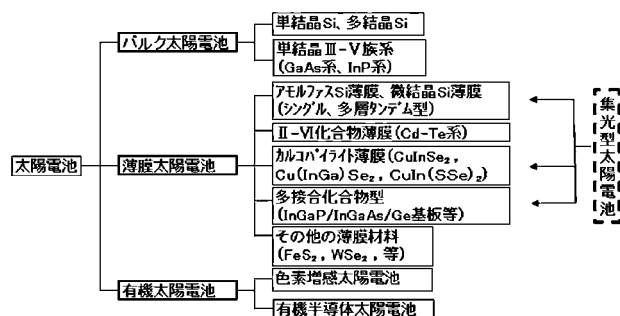 太陽電池
バルク太陽電池
単結晶Si、多結晶Si
単結晶Ⅲ-Ⅴ族系
(GaAs系、InP系)
薄膜太陽電池
アモルファスSi薄膜、微結晶Si薄膜
(シングル、多層タンデム型)
Ⅱ-Ⅵ化合物薄膜(Cd-Te系)
カルコパイライト薄膜(CuInSe₂,
Cu(InGa)Se₂, CuIn(SSe)₂)
多接合化合物型
(InGaP/InGaAs/Ge基板等)
その他の薄膜材料
(FeS₂, WSe₂, 等)
有機太陽電池
色素増感太陽電池
有機半導体太陽電池
集光型太陽電池